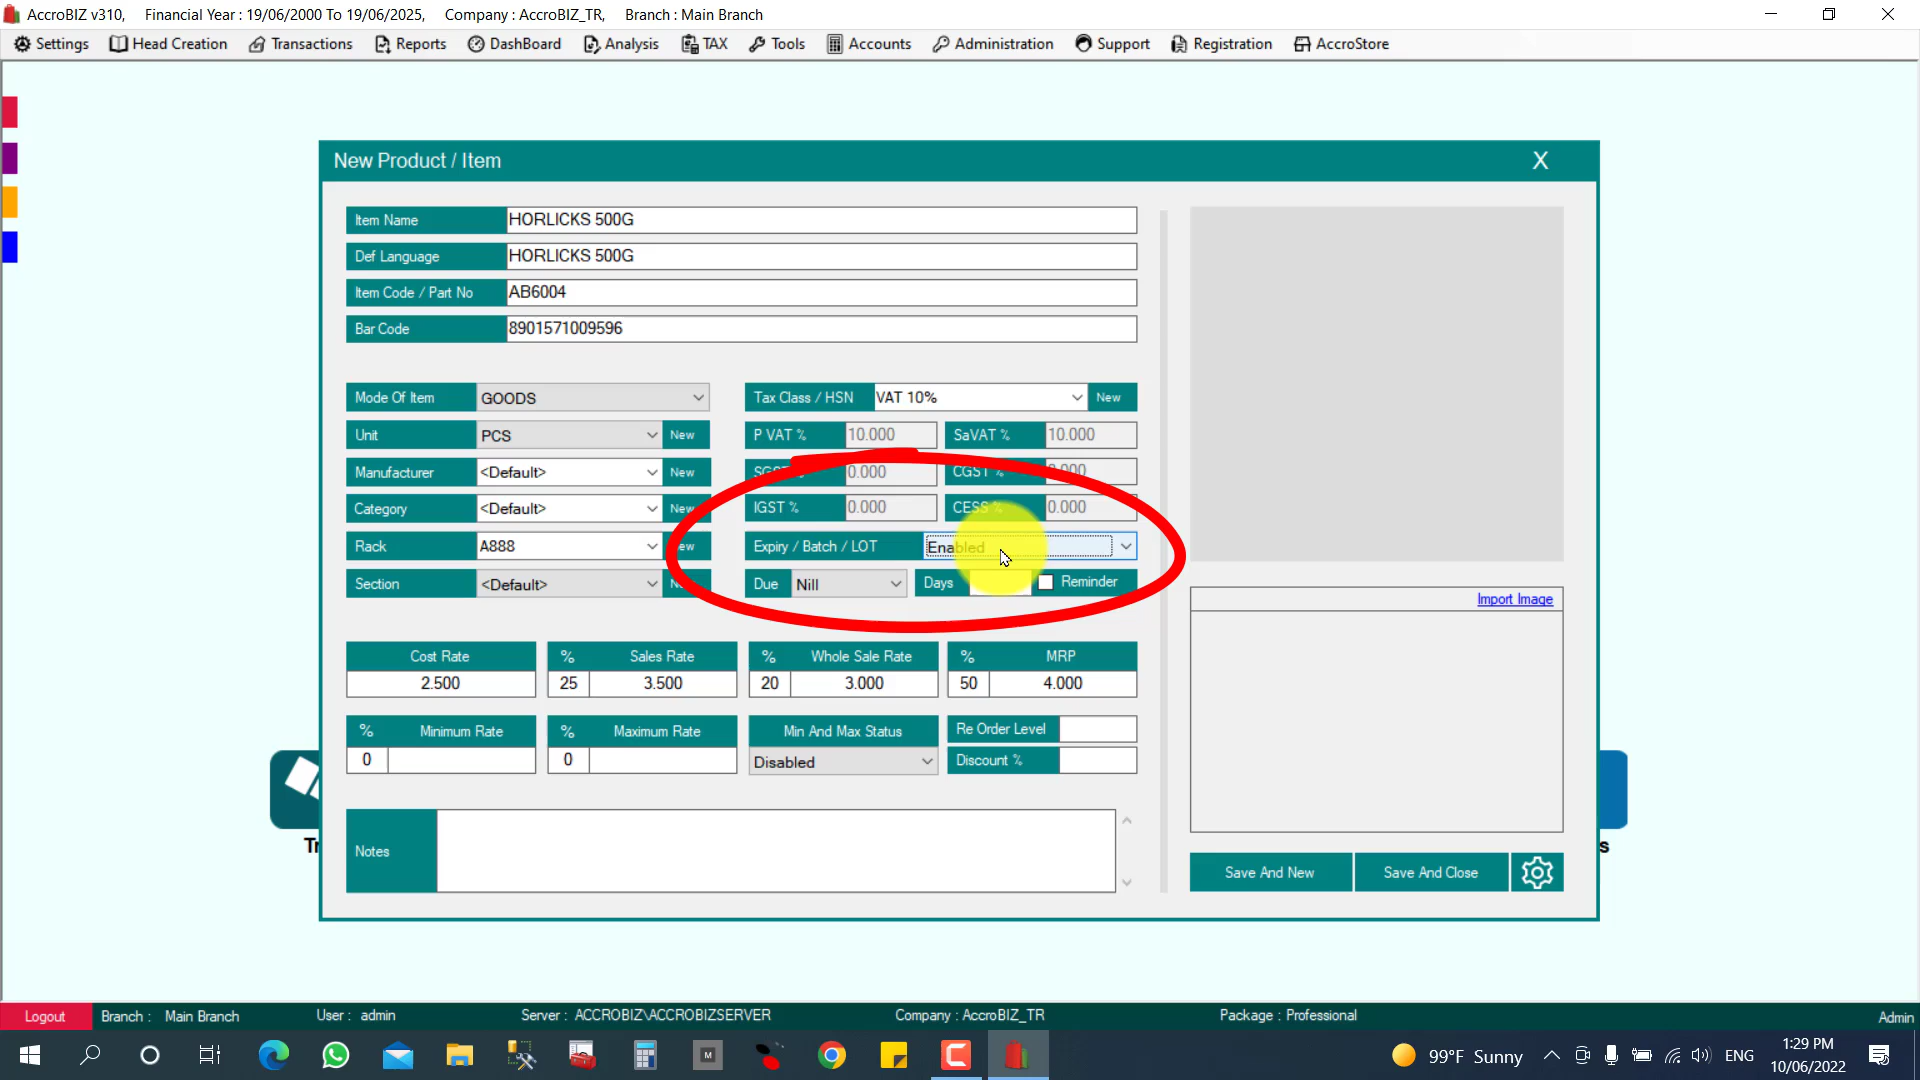 AccroBIZ v310, Financial Year : 19/06/2000 To 19/06/2025, Company : AccroBIZ_TR, Branch : Main Branch
Settings Head Creation Transactions Reports DashBoard Analysis TAX Tools Accounts Administration Support Registration AccroStore
New Product / Item X
Item Name HORLICKS 500G
Def Language HORLICKS 500G
Item Code / Part No AB6004
Bar Code 8901571009596
Mode Of Item GOODS Tax Class / HSN VAT 10% New
Unit PCS New P VAT % 10.000 SaVAT % 10.000
Manufacturer <Default> New 0.000 CGST % 0.000
Category <Default> New IGST % 0.000 CESS % 0.000
Rack A888 Expiry / Batch / LOT Enabled
Section <Default> Due Nill Days Reminder
Import Image
Cost Rate % Sales Rate % Whole Sale Rate % MRP
2.500 25 3.500 20 3.000 50 4.000
% Minimum Rate % Maximum Rate Min And Max Status Re Order Level
0 0 Disabled Discount %
Notes
Save And New Save And Close
Logout Branch : Main Branch User : admin Server : ACCROBIZ\ACCROBIZSERVER Company : AccroBIZ_TR Package : Professional Admin
M 99°F Sunny ENG 1:29 PM
10/06/2022